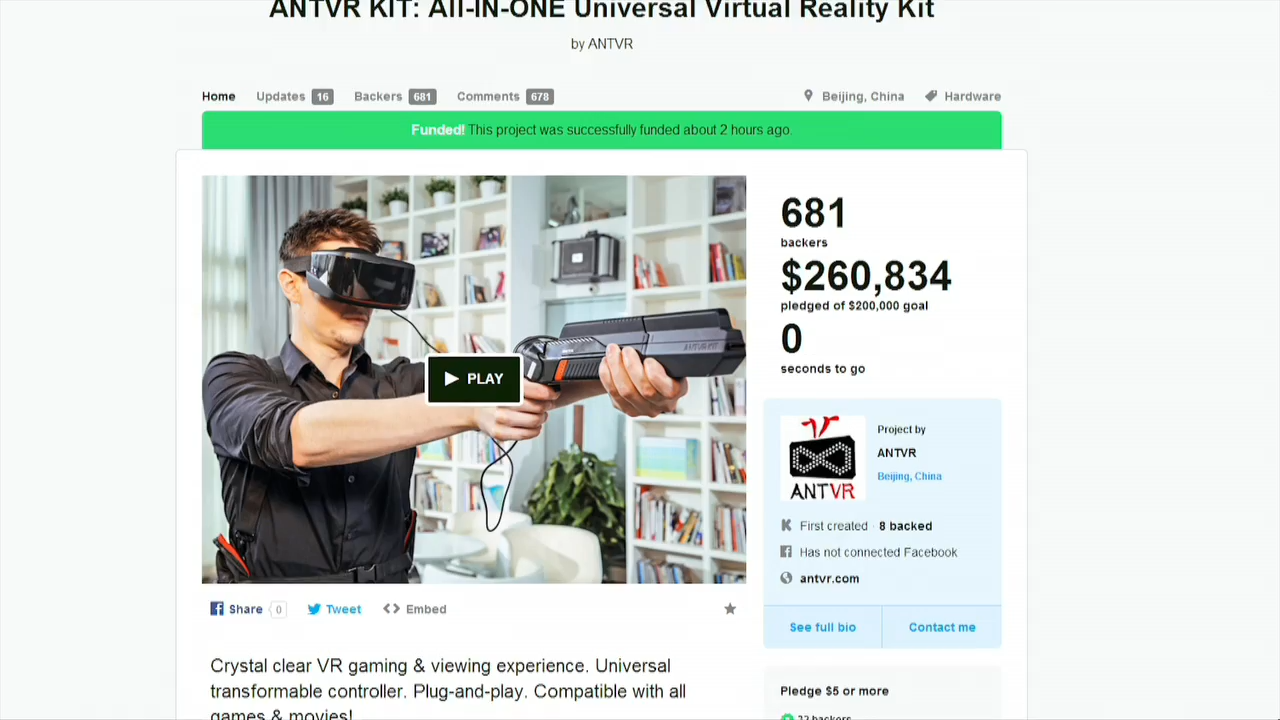 ANTVR KIT: All-IN-ONE Universal Virtual Reality Kit
by ANTVR
Home Updates 16 Backers 681 Comments 678 Beijing, China Hardware
Funded! This project was successfully funded about 2 hours ago.
681
backers
$260,834
pledged of $200,000 goal
0
seconds to go
ANTVR KIT
PLAY
ANTVR
Project by
ANTVR
Beijing, China
First created · 8 backed
Has not connected Facebook
antvr.com
See full bio Contact me
Share 0 Tweet Embed
Crystal clear VR gaming & viewing experience. Universal
transformable controller. Plug-and-play. Compatible with all
games & movies!
Pledge $5 or more
22 backers